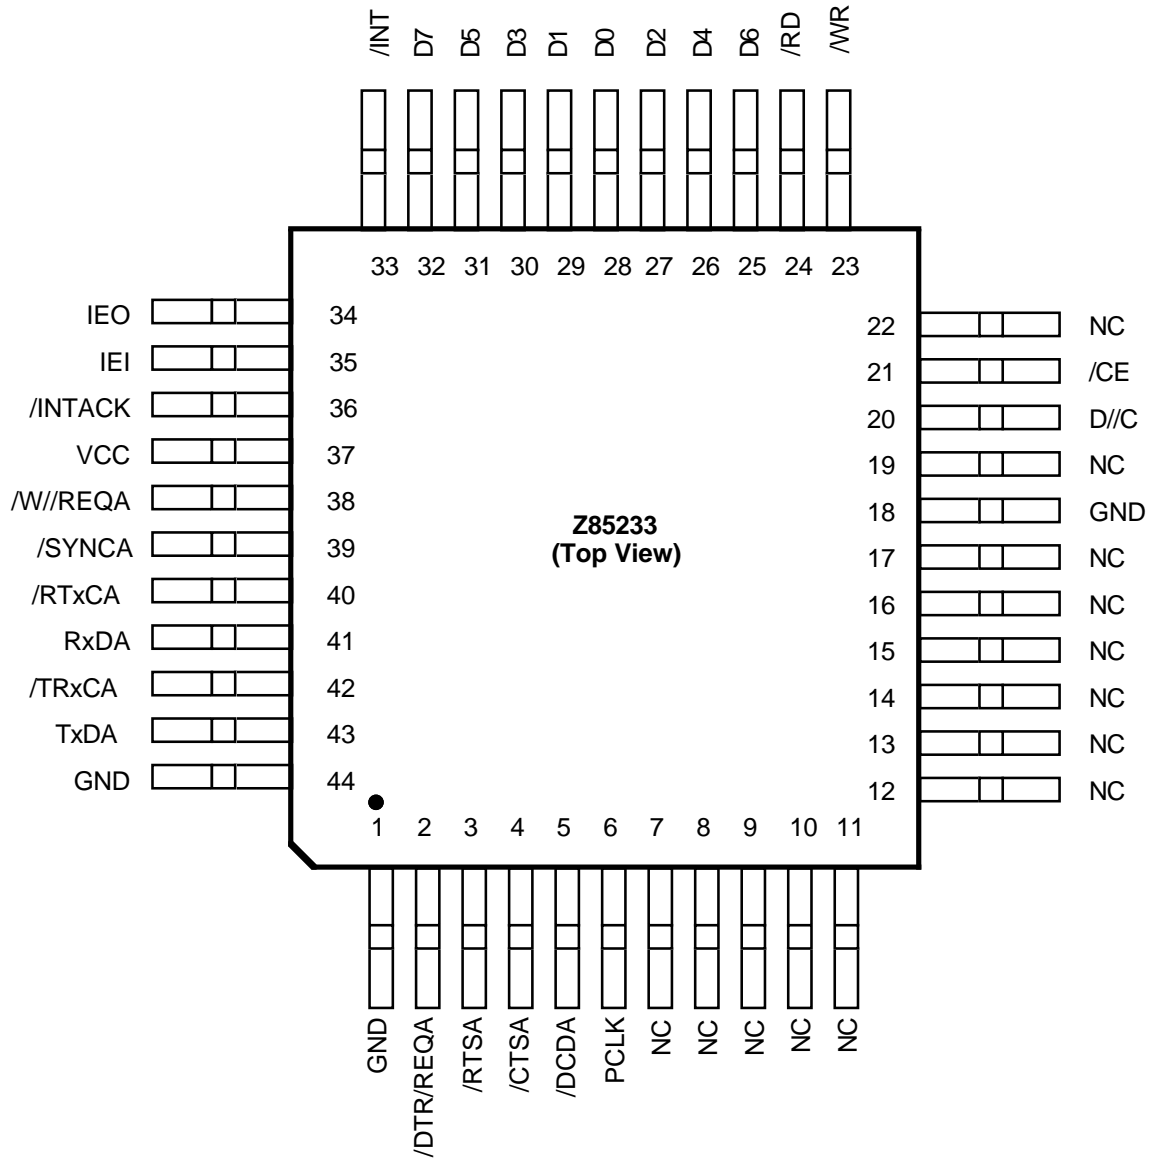 /INT D7 D5 D3 D1 D0 D2 D4 D6 /RD /WR
33 32 31 30 29 28 27 26 25 24 23
IEO 34
IEI 35
/INTACK 36
VCC 37
/W//REQA 38
/SYNCA 39
/RTxCA 40
RxDA 41
/TRxCA 42
TxDA 43
GND 44
Z85233
(Top View)
22 NC
21 /CE
20 D//C
19 NC
18 GND
17 NC
16 NC
15 NC
14 NC
13 NC
12 NC
1 2 3 4 5 6 7 8 9 10 11
GND /DTR/REQA /RTSA /CTSA /DCDA PCLK NC NC NC NC NC